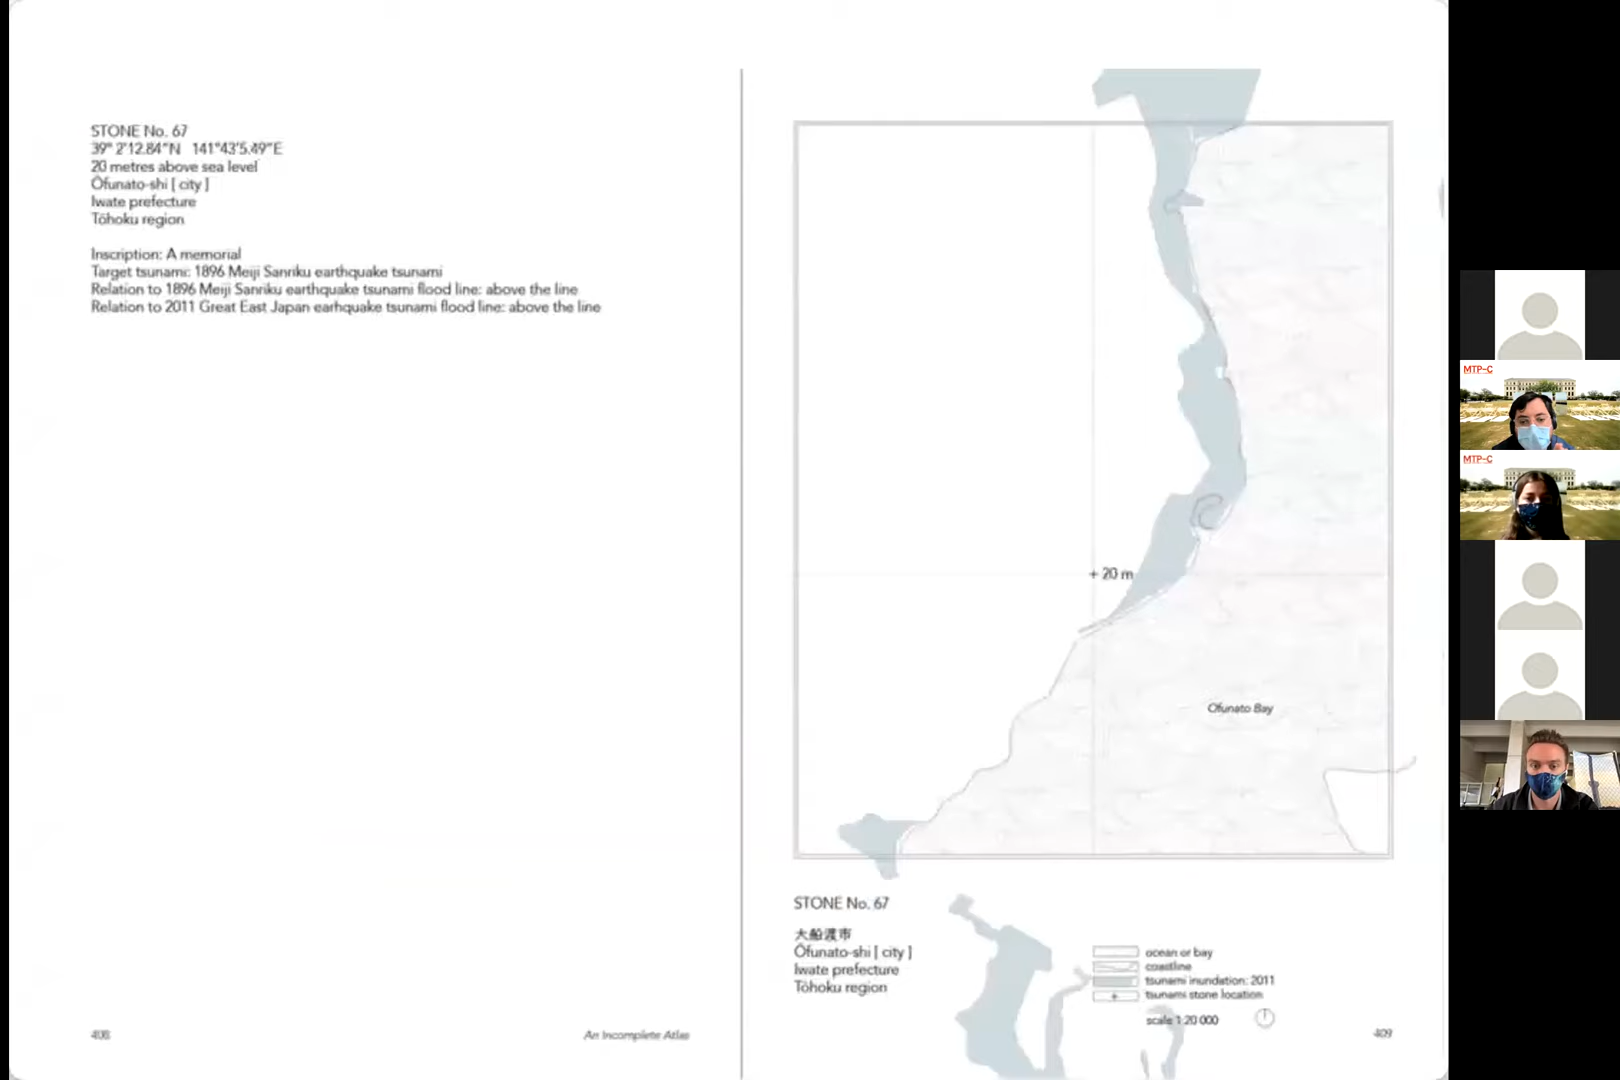 STONE No. 67
39° 2'12.84"N 141°43'5.49"E
20 metres above sea level
Ōfunato-shi [ city ]
Iwate prefecture
Tōhoku region
Inscription: A memorial
Target tsunami: 1896 Meiji Sanriku earthquake tsunami
Relation to 1896 Meiji Sanriku earthquake tsunami flood line: above the line
Relation to 2011 Great East Japan earhquake tsunami flood line: above the line
408
An Incomplete Atlas
+ 20 m
Ofunato Bay
STONE No. 67
大船渡市
Ōfunato-shi [ city ]
Iwate prefecture
Tōhoku region
ocean or bay
coastline
tsunami inundation: 2011
tsunami stone location
scale 1:20 000
409
MTP-C
MTP-C